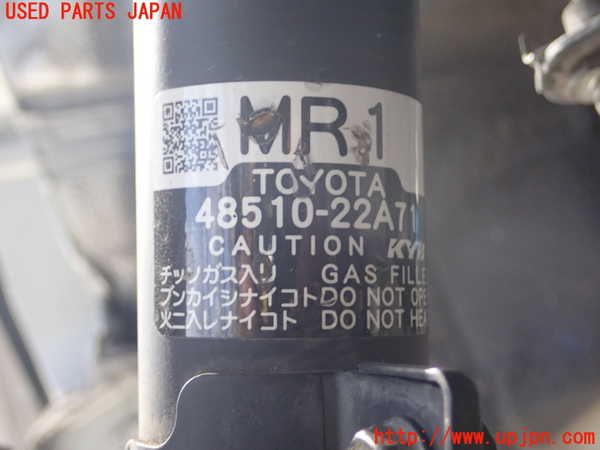 USED PARTS JAPAN
MR1
TOYOTA
48510-22A71
CAUTION KYB
チッソガス入リ GAS FILLE
ブンカイシナイコト DO NOT OPE
火ニ入レナイコト DO NOT HEA
http://www.upjpn.com/